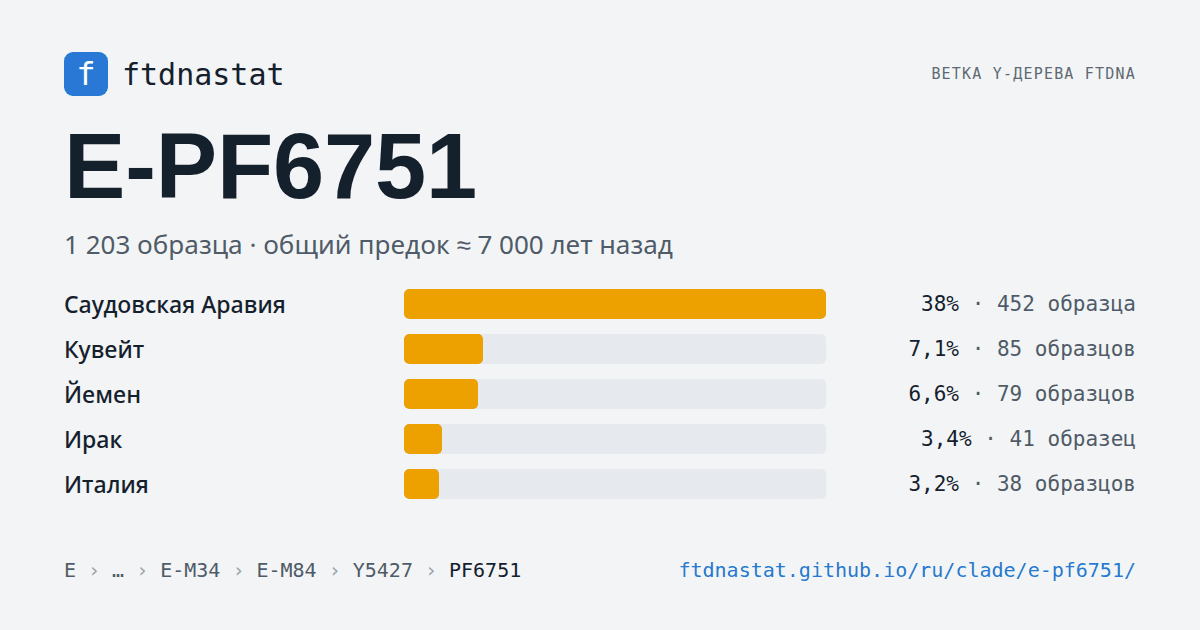 f ftdnastat
ВЕТКА Y-ДЕРЕВА FTDNA
E-PF6751
1 203 образца · общий предок ≈ 7 000 лет назад
Саудовская Аравия 38% · 452 образца
Кувейт 7,1% · 85 образцов
Йемен 6,6% · 79 образцов
Ирак 3,4% · 41 образец
Италия 3,2% · 38 образцов
E › … › E-M34 › E-M84 › Y5427 › PF6751
ftdnastat.github.io/ru/clade/e-pf6751/